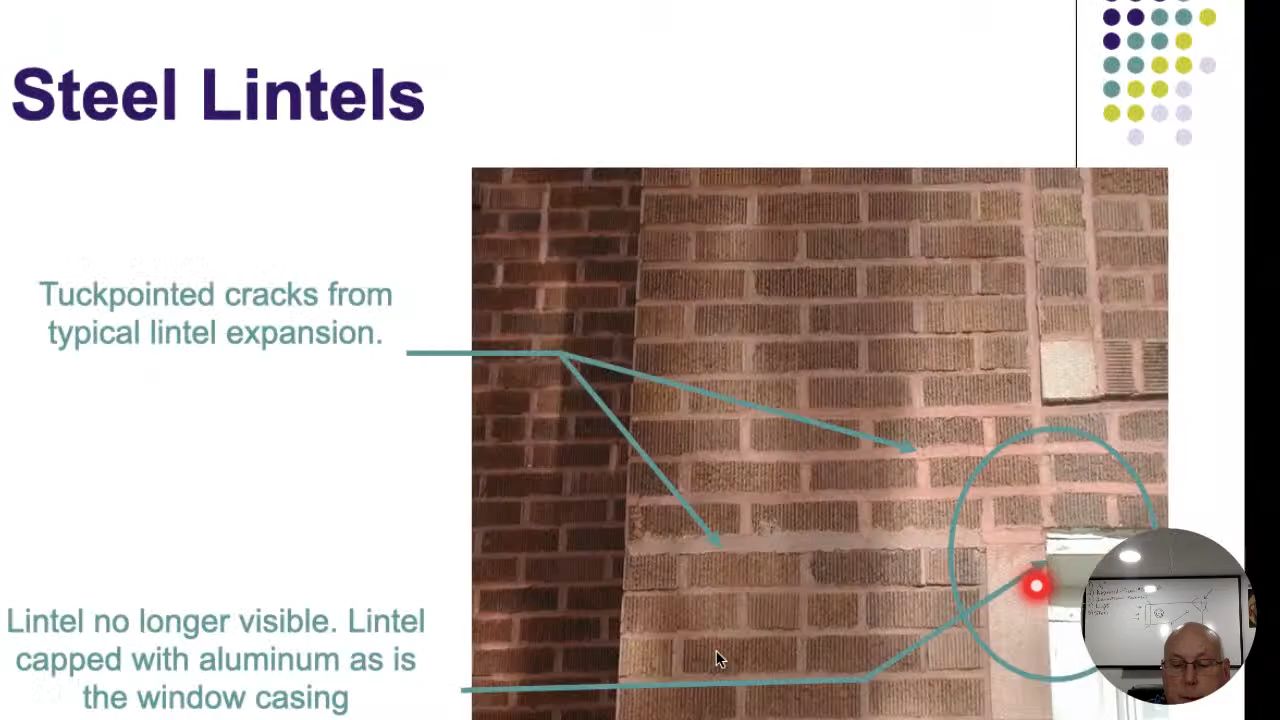 Steel Lintels
Tuckpointed cracks from
typical lintel expansion.
Lintel no longer visible. Lintel
capped with aluminum as is
the window casing